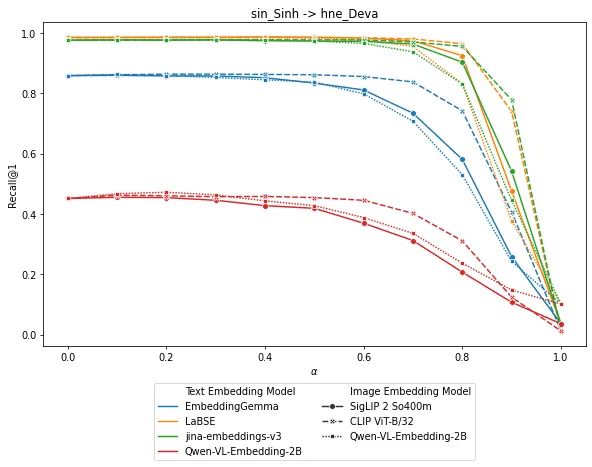 sin_Sinh -> hne_Deva
1.0
0.8
0.6
0.4
0.2
0.0
Recall@1
0.0 0.2 0.4 0.6 0.8 1.0
α
Text Embedding Model Image Embedding Model
EmbeddingGemma SigLIP 2 So400m
LaBSE CLIP ViT-B/32
jina-embeddings-v3 Qwen-VL-Embedding-2B
Qwen-VL-Embedding-2B